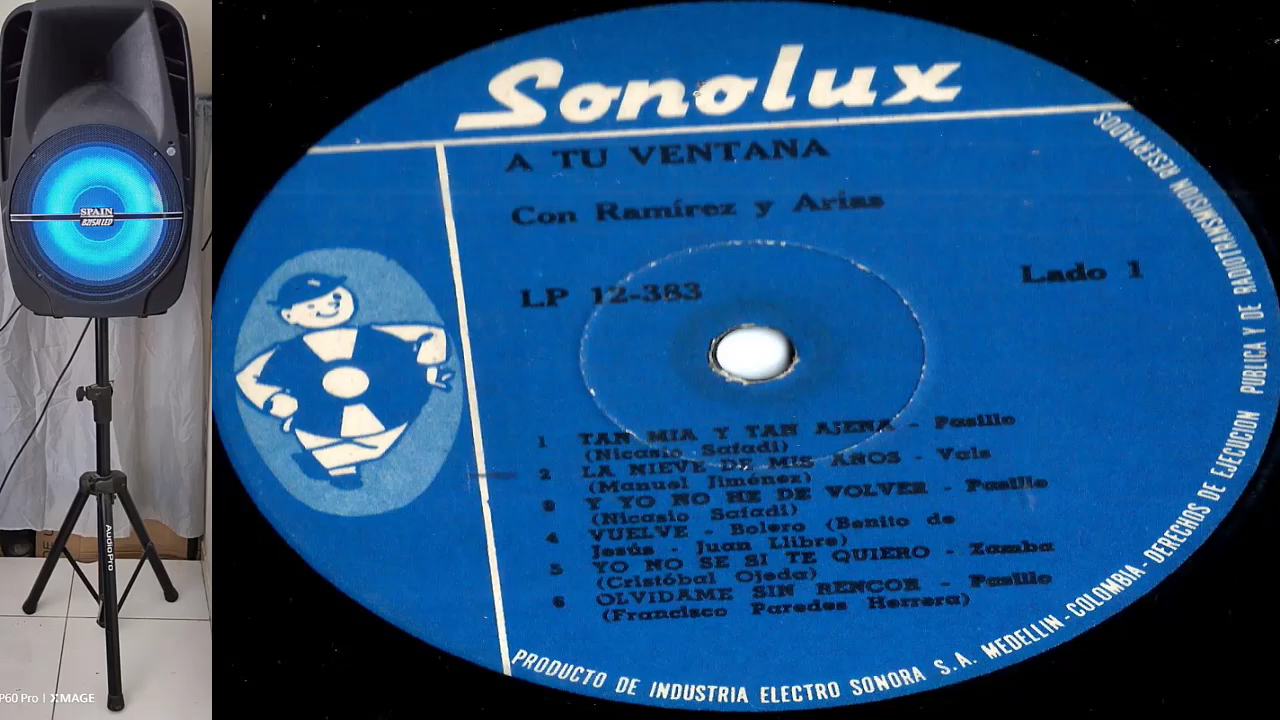 SPAIN
AudioPro
P60 Pro | XMAGE
Sonolux
A TU VENTANA
Con Ramírez y Arias
LP 12-383
Lado 1
1 TAN MIA Y TAN AJENA - Pasillo
(Nicasio Safadi)
2 LA NIEVE DE MIS AÑOS - Vals
(Manuel Jiménez)
3 Y YO NO HE DE VOLVER - Pasillo
(Nicasio Safadi)
4 VUELVE - Bolero (Benito de
Jesús - Juan Llibre)
5 YO NO SE SI TE QUIERO - Zamba
(Cristóbal Ojeda)
6 OLVIDAME SIN RENCOR - Pasillo
(Francisco Paredes Herrera)
PRODUCTO DE INDUSTRIA ELECTRO SONORA S.A. MEDELLIN-COLOMBIA-DERECHOS DE EJECUCION PUBLICA Y DE RADIOTRANSMISION RESERVADOS